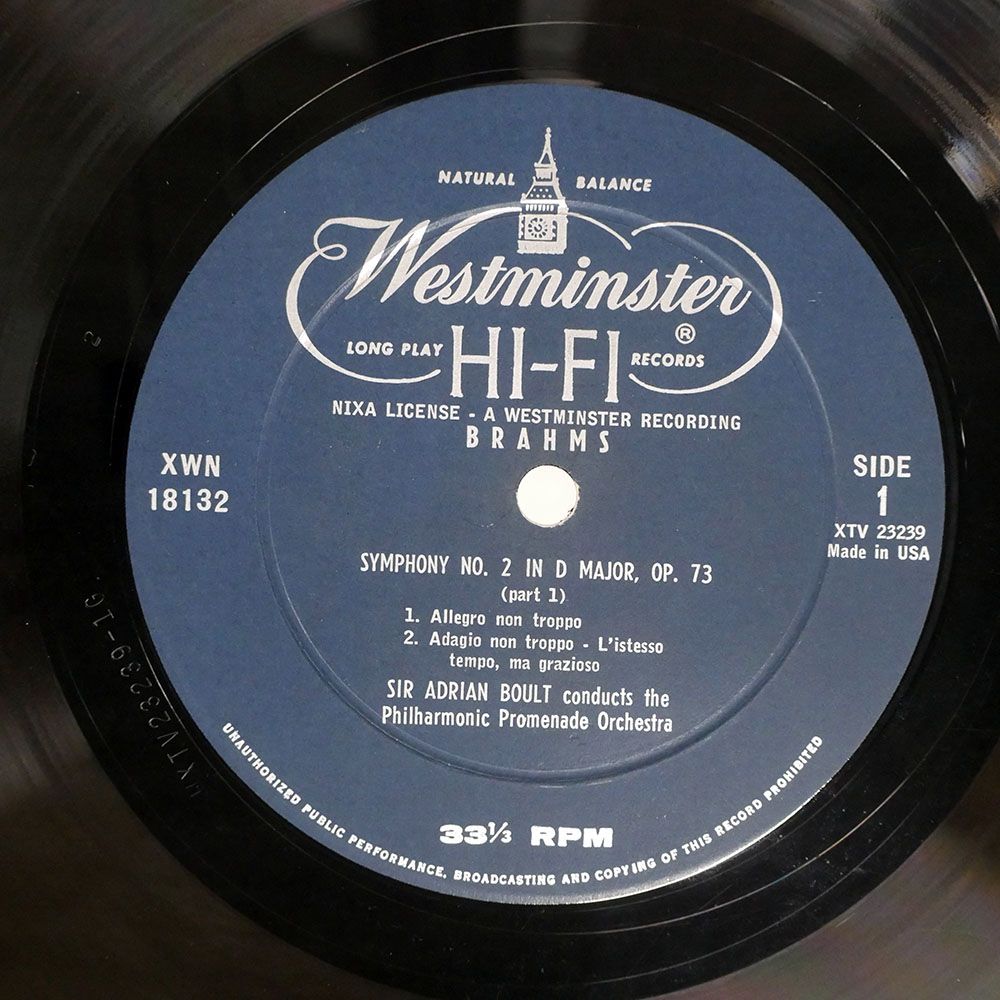 NATURAL BALANCE
Westminster
®
LONG PLAY HI-FI RECORDS
NIXA LICENSE - A WESTMINSTER RECORDING
BRAHMS
XWN
18132
SIDE
1
XTV 23239
Made in USA
SYMPHONY NO. 2 IN D MAJOR, OP. 73
(part 1)
1. Allegro non troppo
2. Adagio non troppo - L'istesso
tempo, ma grazioso
SIR ADRIAN BOULT conducts the
Philharmonic Promenade Orchestra
33⅓ RPM
UNAUTHORIZED PUBLIC PERFORMANCE, BROADCASTING AND COPYING OF THIS RECORD PROHIBITED
2